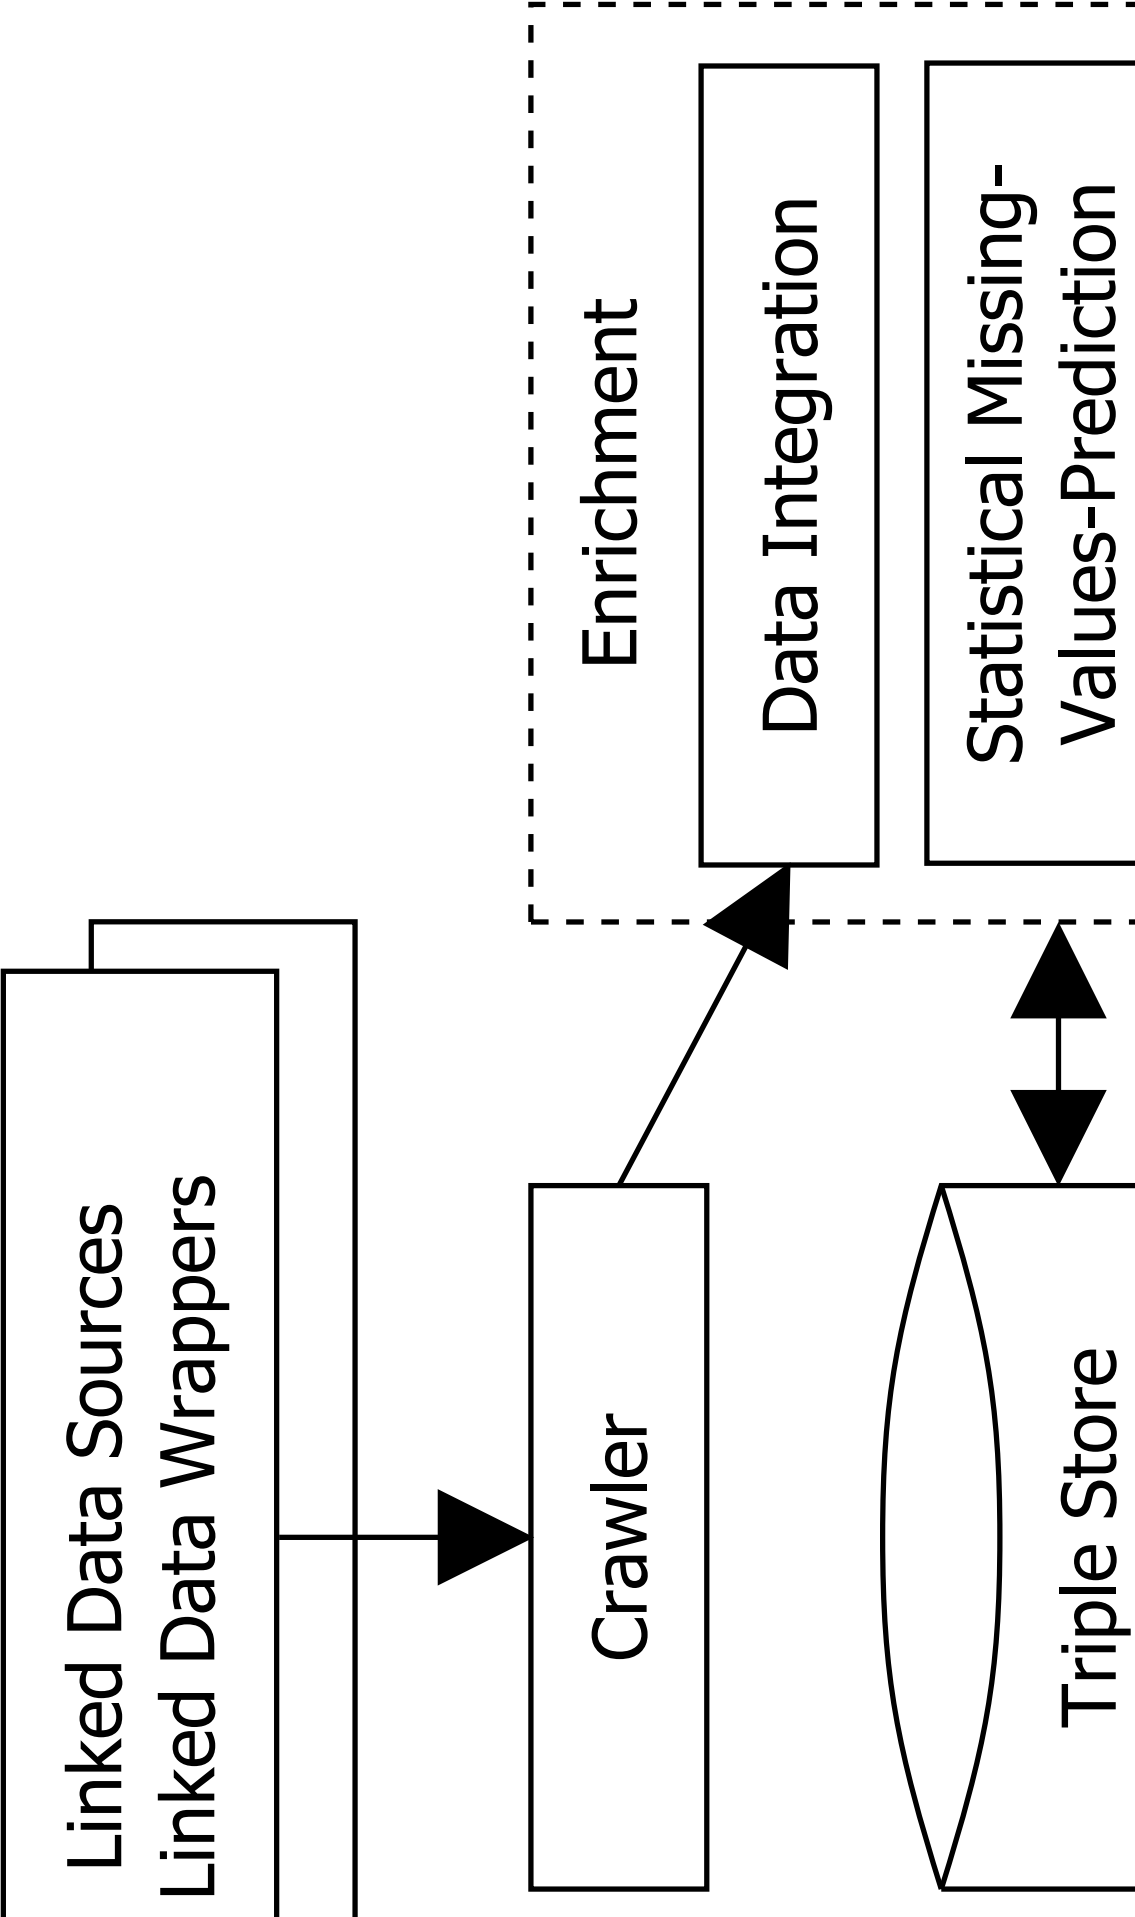 Linked Data Sources
Linked Data Wrappers
Crawler
Enrichment
Data Integration
Statistical Missing-
Values-Prediction
Triple Store